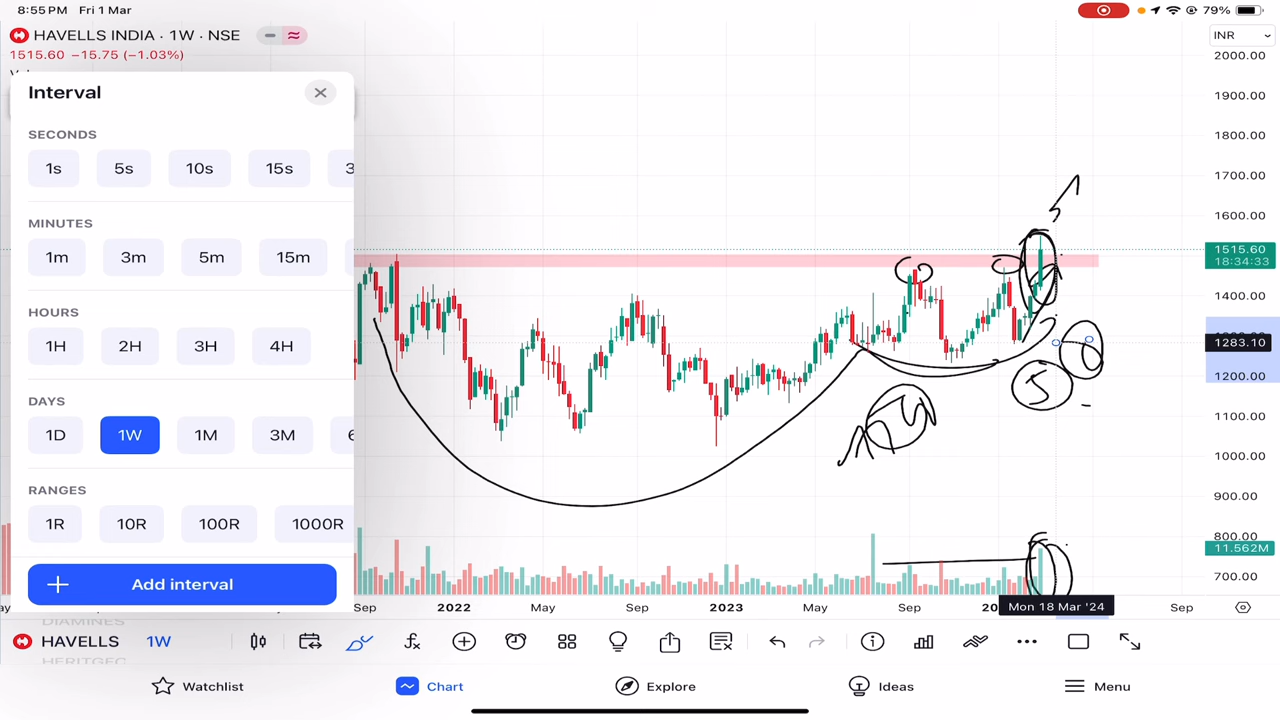 8:55 PM Fri 1 Mar
79%
HAVELLS INDIA · 1W · NSE
INR
1515.60 −15.75 (−1.03%)
Interval
SECONDS
1s 5s 10s 15s
MINUTES
1m 3m 5m 15m
HOURS
1H 2H 3H 4H
DAYS
1D 1W 1M 3M 6
RANGES
1R 10R 100R 1000R
Add interval
2000.00
1900.00
1800.00
1700.00
1600.00
1515.60
18:34:33
1400.00
1283.10
1200.00
1100.00
1000.00
900.00
800.00
11.562M
700.00
5
Sep 2022 May Sep 2023 May Sep Mon 18 Mar '24 Sep
DIAMINES
HAVELLS 1W
Watchlist Chart Explore Ideas Menu